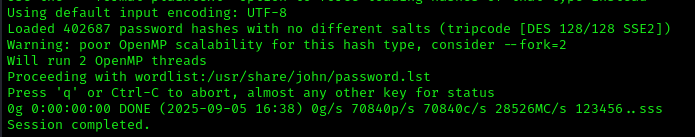 Using default input encoding: UTF-8
Loaded 402687 password hashes with no different salts (tripcode [DES 128/128 SSE2])
Warning: poor OpenMP scalability for this hash type, consider --fork=2
Will run 2 OpenMP threads
Proceeding with wordlist:/usr/share/john/password.lst
Press 'q' or Ctrl-C to abort, almost any other key for status
0g 0:00:00:00 DONE (2025-09-05 16:38) 0g/s 70840p/s 70840c/s 28526MC/s 123456..sss
Session completed.